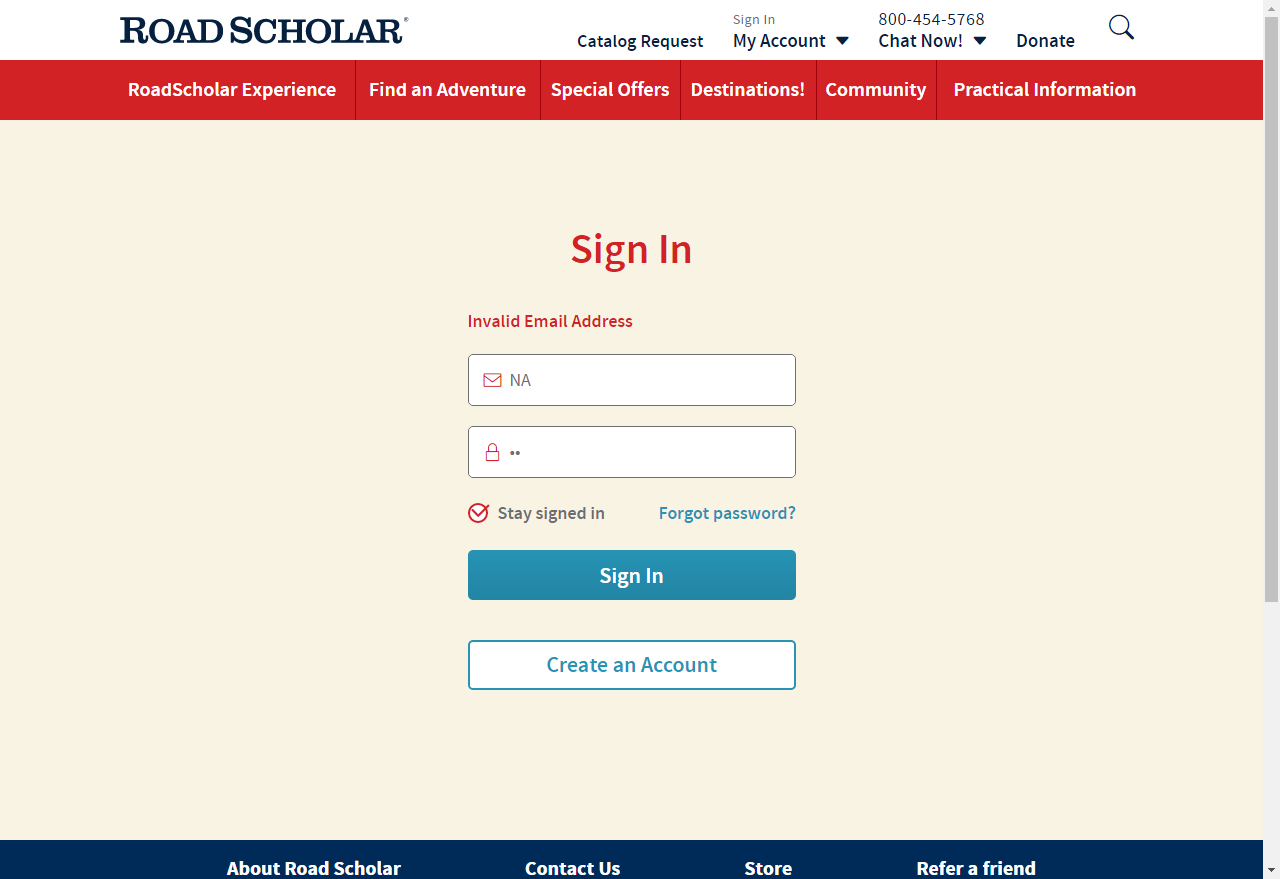 ROAD SCHOLAR®
Sign In
800-454-5768
Catalog Request
My Account
Chat Now!
Donate
RoadScholar Experience
Find an Adventure
Special Offers
Destinations!
Community
Practical Information
Sign In
Invalid Email Address
NA
••
Stay signed in
Forgot password?
Sign In
Create an Account
About Road Scholar
Contact Us
Store
Refer a friend